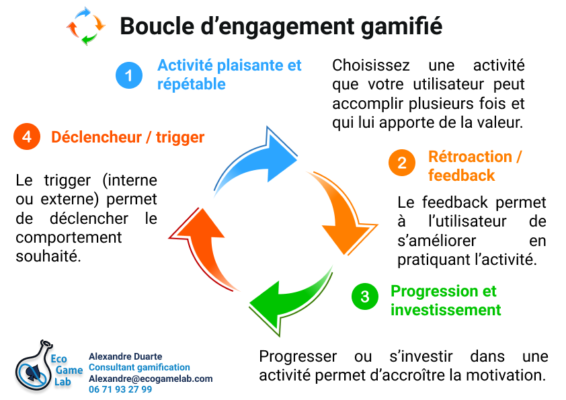 Boucle d’engagement gamifié
1
Activité plaisante et
répétable
Choisissez une activité
que votre utilisateur peut
accomplir plusieurs fois et
qui lui apporte de la valeur.
2
Rétroaction /
feedback
Le feedback permet
à l’utilisateur de
s’améliorer en
pratiquant l’activité.
3
Progression et
investissement
Progresser ou s’investir dans une
activité permet d’accroître la motivation.
4
Déclencheur / trigger
Le trigger (interne
ou externe) permet
de déclencher le
comportement
souhaité.
Eco
Game
Lab
Alexandre Duarte
Consultant gamification
Alexandre@ecogamelab.com
06 71 93 27 99